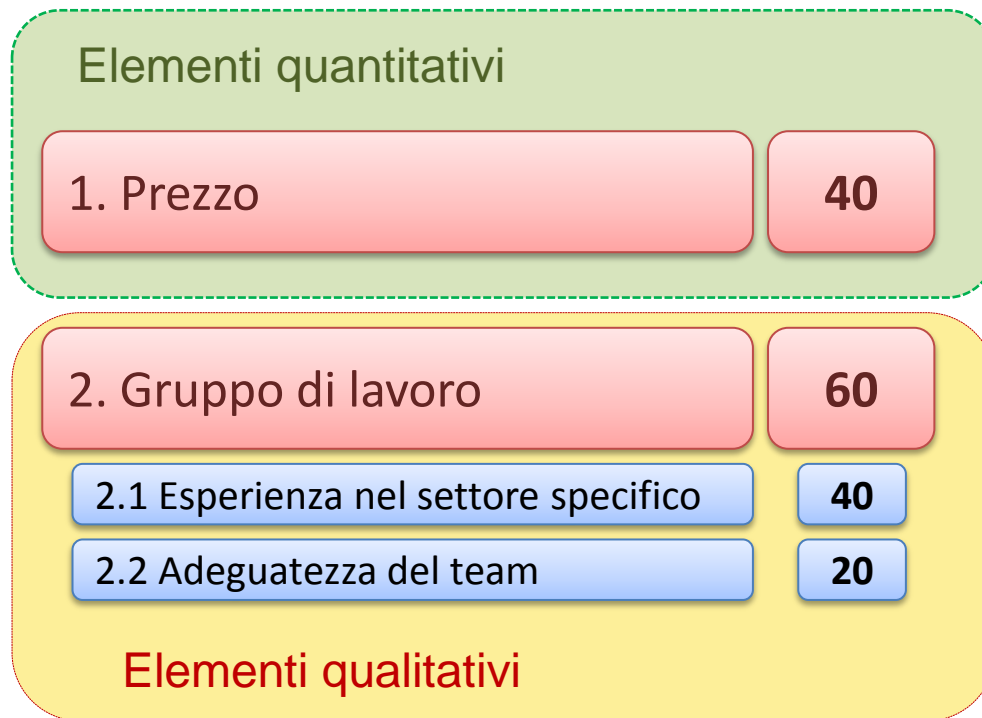 Elementi quantitativi
1. Prezzo 40
2. Gruppo di lavoro 60
2.1 Esperienza nel settore specifico 40
2.2 Adeguatezza del team 20
Elementi qualitativi